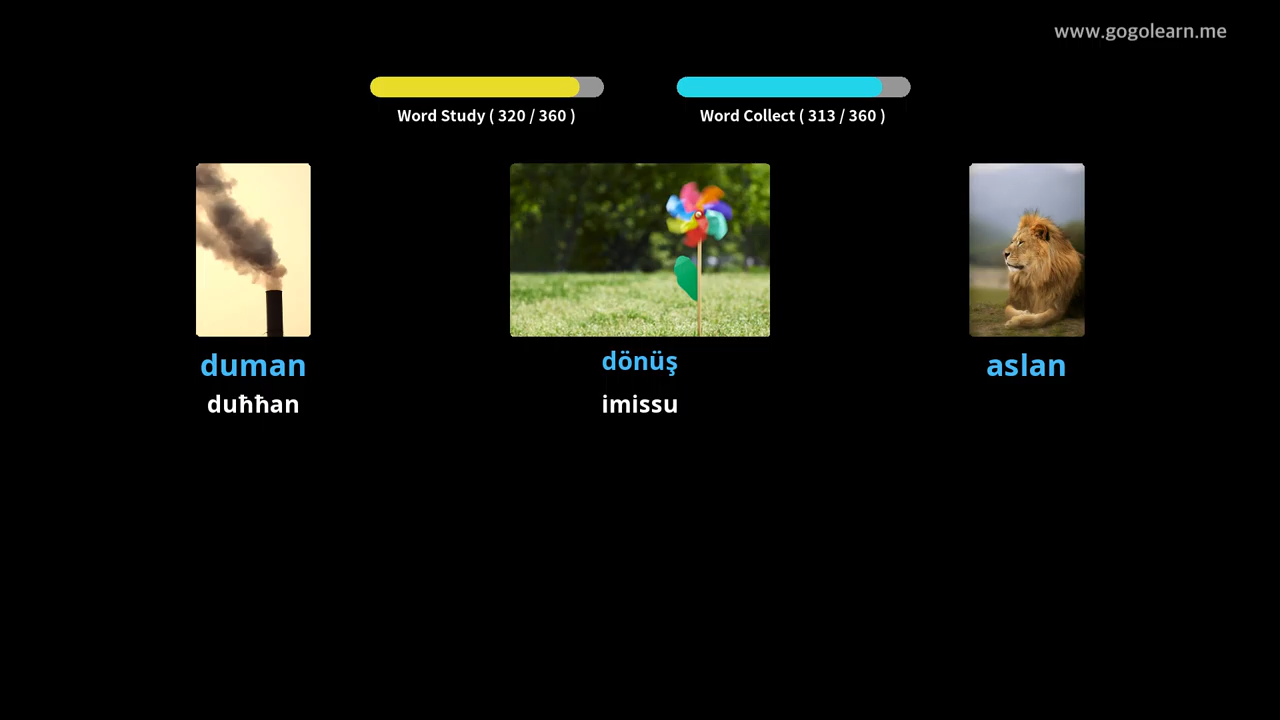 www.gogolearn.me
Word Study ( 320 / 360 )
Word Collect ( 313 / 360 )
duman
dönüş
aslan
duħħan
imissu